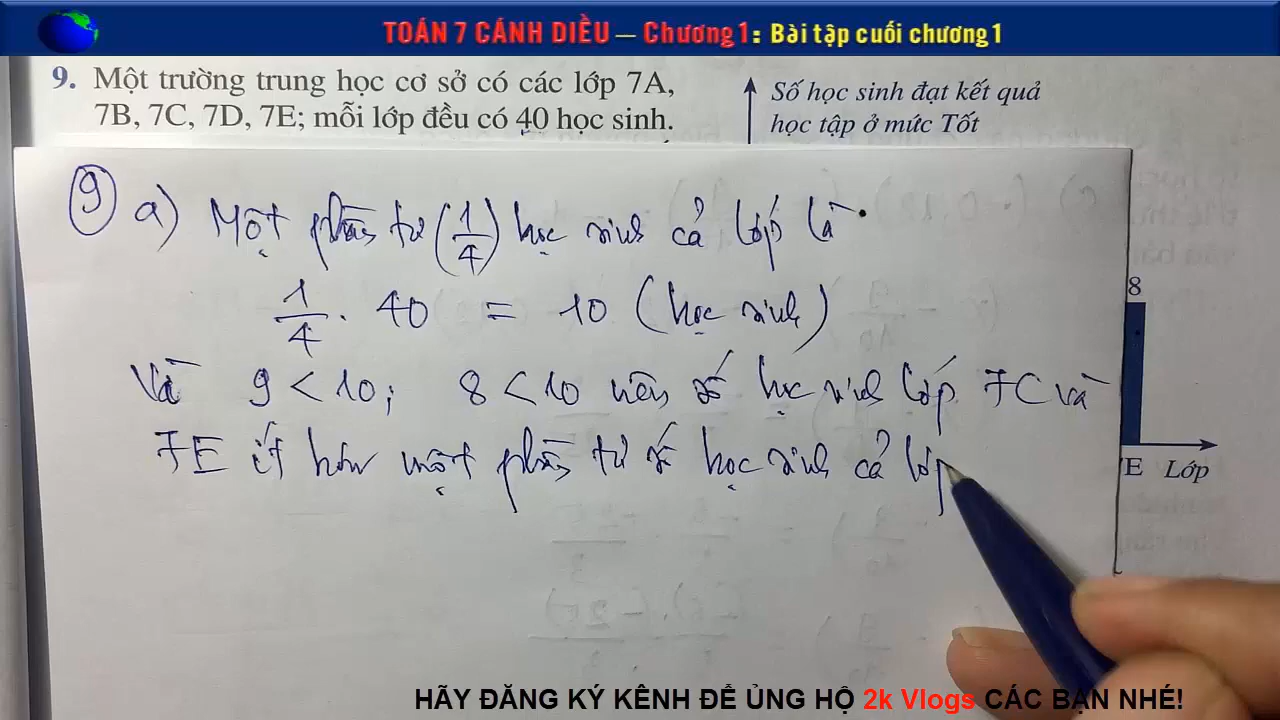 TOÁN 7 CÁNH DIỀU — Chương 1: Bài tập cuối chương 1
9. Một trường trung học cơ sở có các lớp 7A,
7B, 7C, 7D, 7E; mỗi lớp đều có 40 học sinh.
Số học sinh đạt kết quả
học tập ở mức Tốt
9 a) Một phần tư (1/4) học sinh cả lớp là
1/4 . 40 = 10 (học sinh)
Và 9 < 10; 8 < 10 nên số học sinh lớp 7C và
7E ít hơn một phần tư số học sinh cả lớp
8
E Lớp
HÃY ĐĂNG KÝ KÊNH ĐỂ ỦNG HỘ 2k Vlogs CÁC BẠN NHÉ!